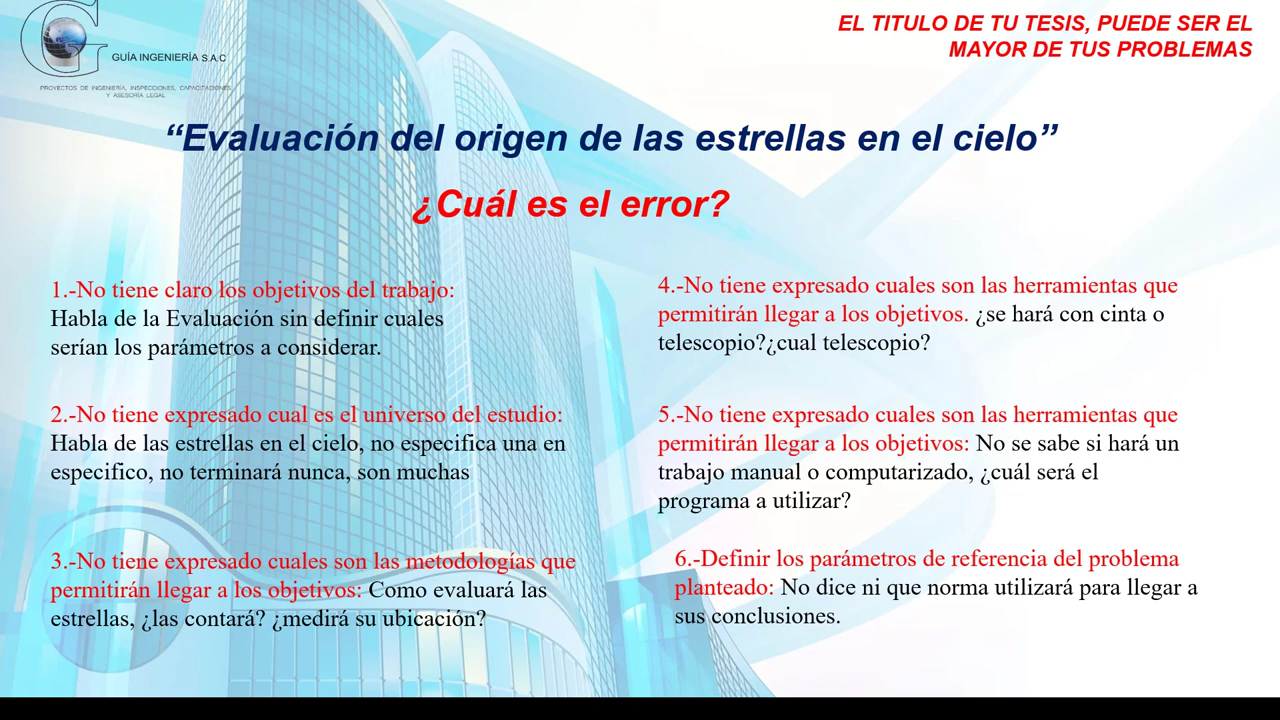 GUÍA INGENIERÍA S.A.C
PROYECTOS DE INGENIERÍA, INSPECCIONES, CAPACITACIONES
Y ASESORÍA LEGAL
EL TITULO DE TU TESIS, PUEDE SER EL
MAYOR DE TUS PROBLEMAS
“Evaluación del origen de las estrellas en el cielo”
¿Cuál es el error?
1.-No tiene claro los objetivos del trabajo:
Habla de la Evaluación sin definir cuales
serían los parámetros a considerar.
2.-No tiene expresado cual es el universo del estudio:
Habla de las estrellas en el cielo, no especifica una en
especifico, no terminará nunca, son muchas
3.-No tiene expresado cuales son las metodologías que
permitirán llegar a los objetivos: Como evaluará las
estrellas, ¿las contará? ¿medirá su ubicación?
4.-No tiene expresado cuales son las herramientas que
permitirán llegar a los objetivos. ¿se hará con cinta o
telescopio?¿cual telescopio?
5.-No tiene expresado cuales son las herramientas que
permitirán llegar a los objetivos: No se sabe si hará un
trabajo manual o computarizado, ¿cuál será el
programa a utilizar?
6.-Definir los parámetros de referencia del problema
planteado: No dice ni que norma utilizará para llegar a
sus conclusiones.